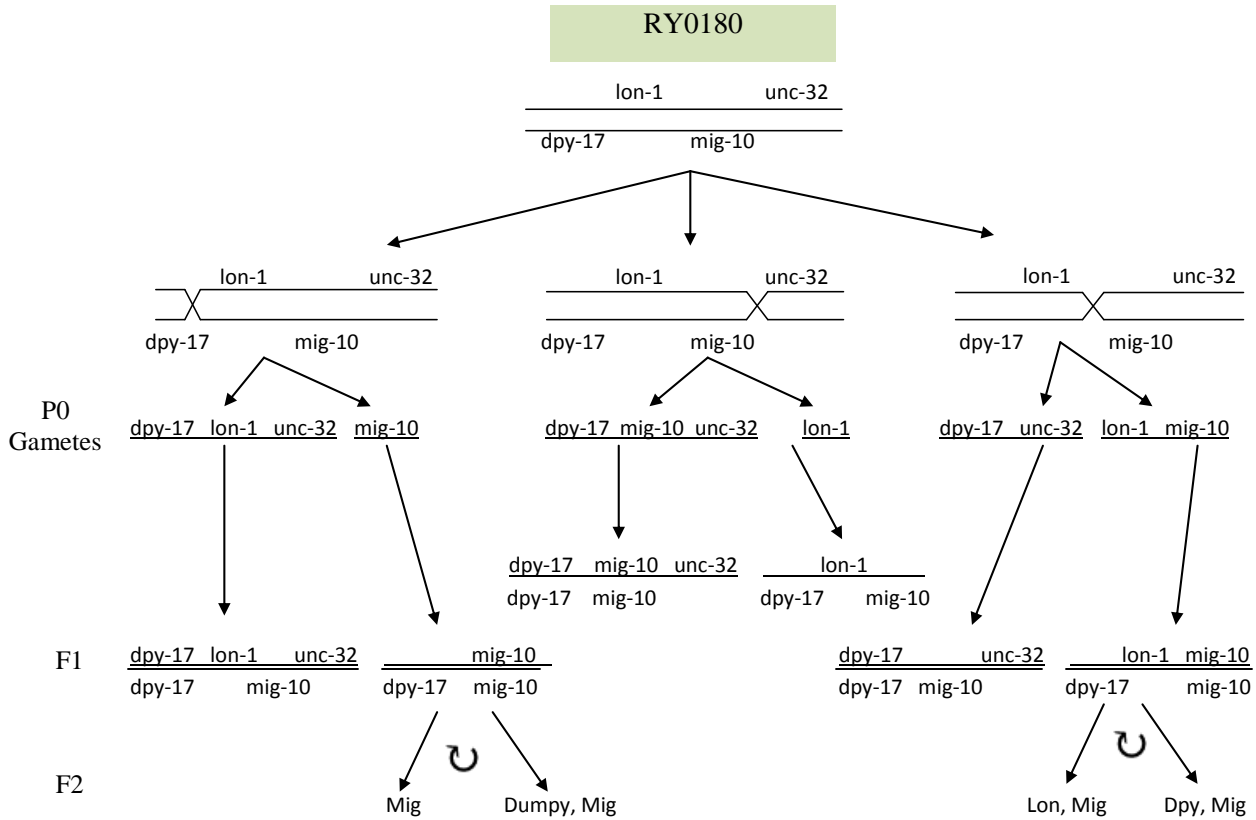 RY0180
lon-1 unc-32
dpy-17 mig-10
lon-1 unc-32 lon-1 unc-32 lon-1 unc-32
dpy-17 mig-10 dpy-17 mig-10 dpy-17 mig-10
P0
Gametes
dpy-17 lon-1 unc-32 mig-10 dpy-17 mig-10 unc-32 lon-1 dpy-17 unc-32 lon-1 mig-10
dpy-17 mig-10 unc-32 lon-1
dpy-17 mig-10 dpy-17 mig-10
F1
dpy-17 lon-1 unc-32 mig-10 dpy-17 unc-32 lon-1 mig-10
dpy-17 mig-10 dpy-17 mig-10 dpy-17 mig-10 dpy-17 mig-10
F2
Mig Dumpy, Mig Lon, Mig Dpy, Mig